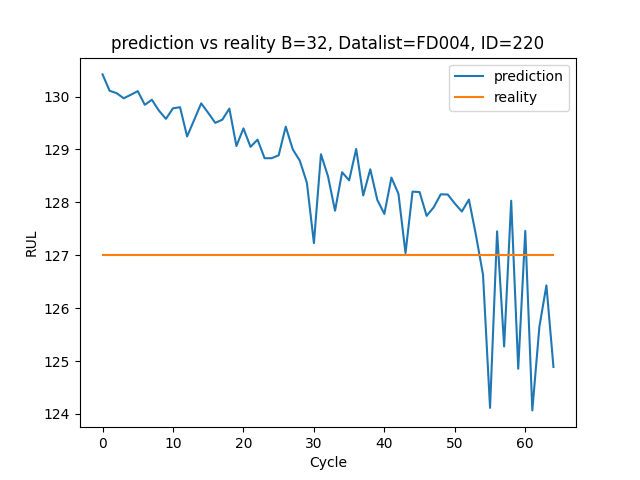 prediction vs reality B=32, Datalist=FD004, ID=220
prediction
reality
130
129
128
127
126
125
124
RUL
0 10 20 30 40 50 60
Cycle